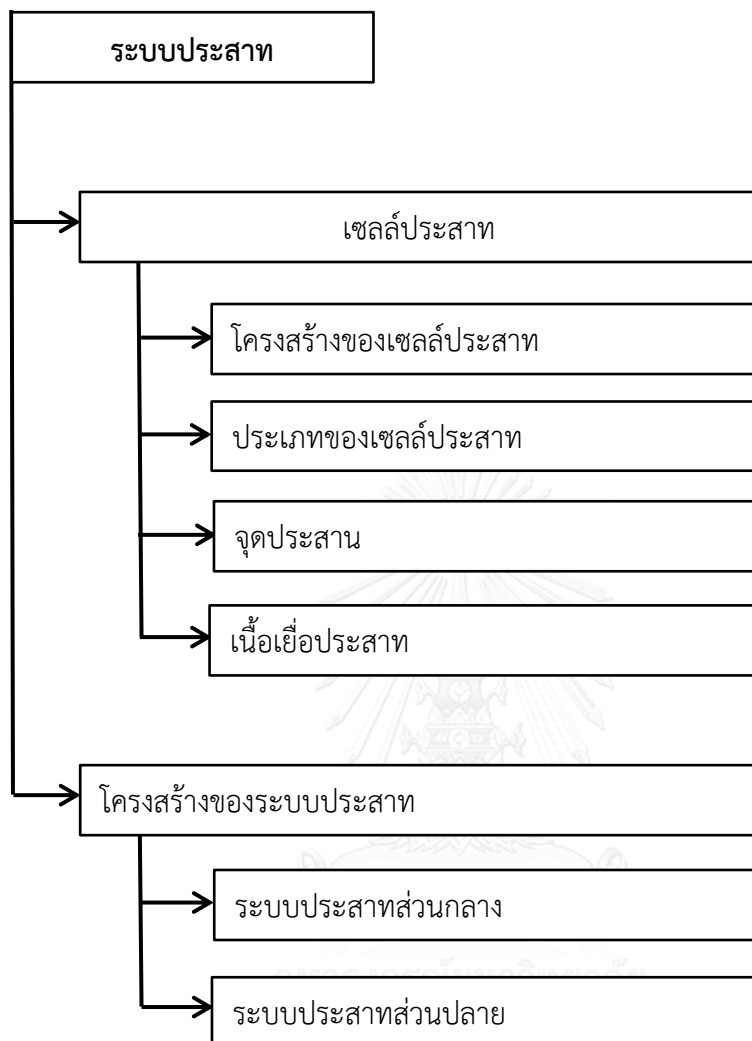 ระบบประสาท
เซลล์ประสาท
โครงสร้างของเซลล์ประสาท
ประเภทของเซลล์ประสาท
จุดประสาน
เนื้อเยื่อประสาท
โครงสร้างของระบบประสาท
ระบบประสาทส่วนกลาง
ระบบประสาทส่วนปลาย